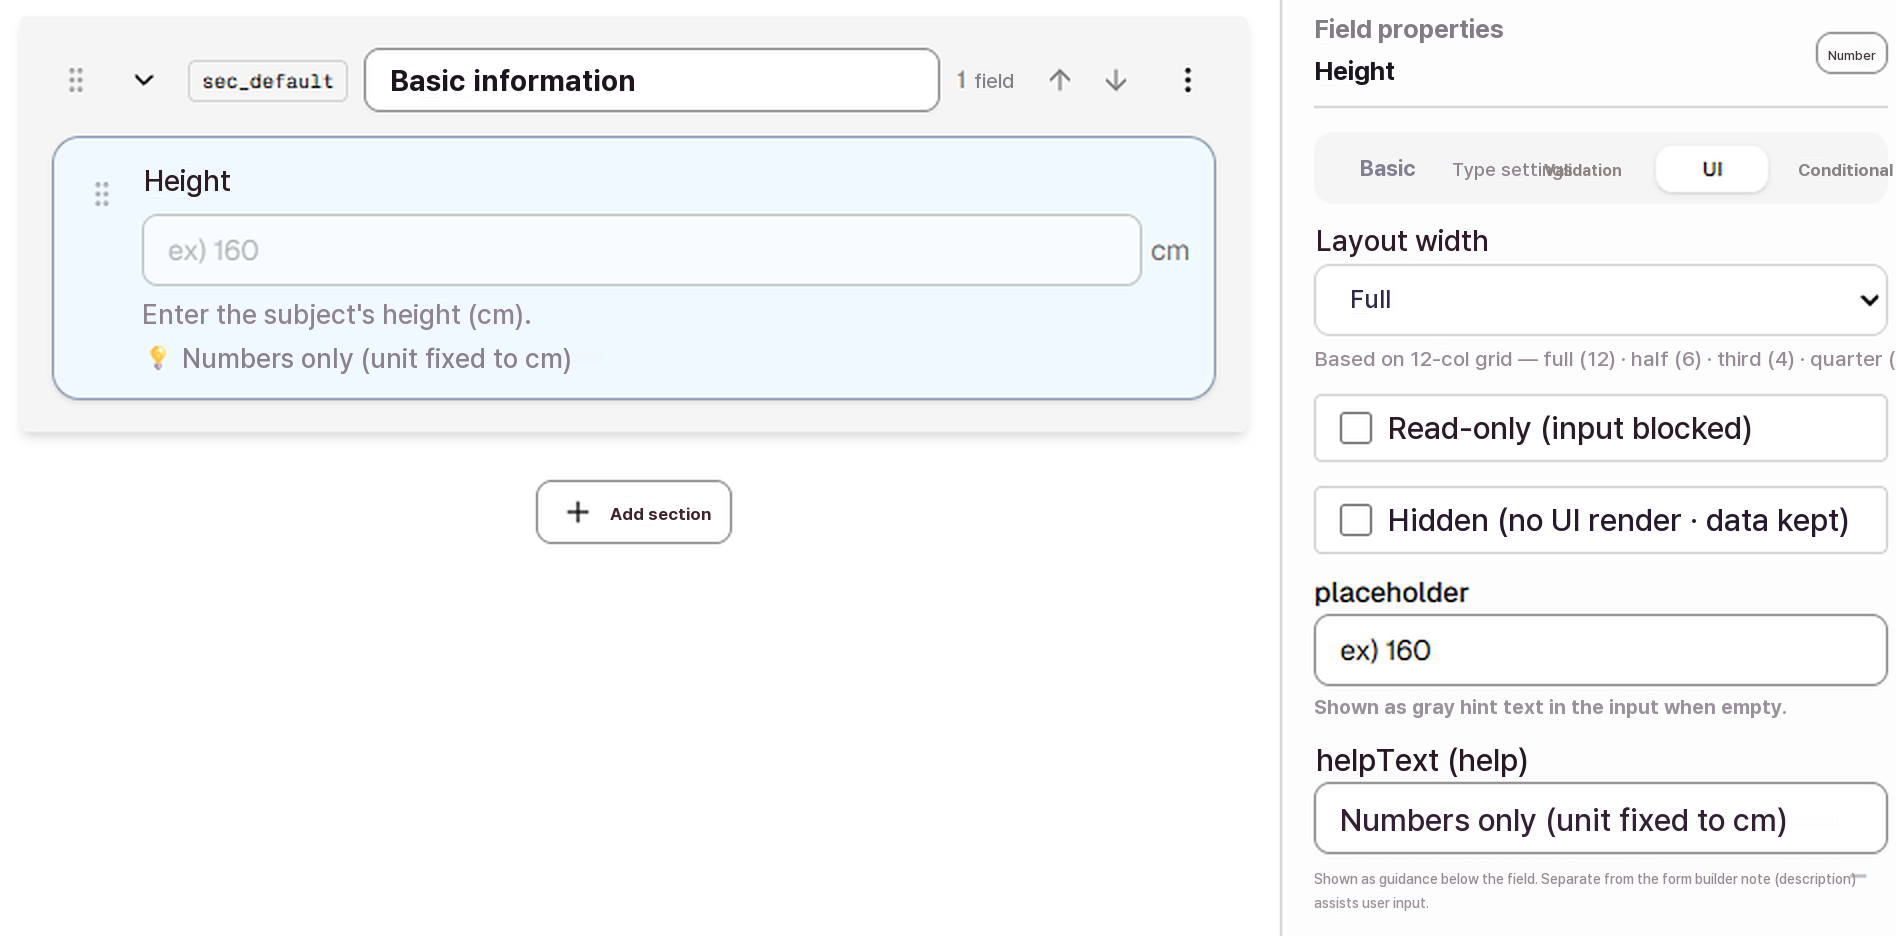 sec_default
Basic information
1 field
Height
ex) 160
cm
Enter the subject's height (cm).
Numbers only (unit fixed to cm)
Add section
Field properties
Height
Number
Basic
Type settings
Validation
UI
Conditional
Layout width
Full
Based on 12-col grid — full (12) · half (6) · third (4) · quarter (
Read-only (input blocked)
Hidden (no UI render · data kept)
placeholder
ex) 160
Shown as gray hint text in the input when empty.
helpText (help)
Numbers only (unit fixed to cm)
Shown as guidance below the field. Separate from the form builder note (description)
assists user input.